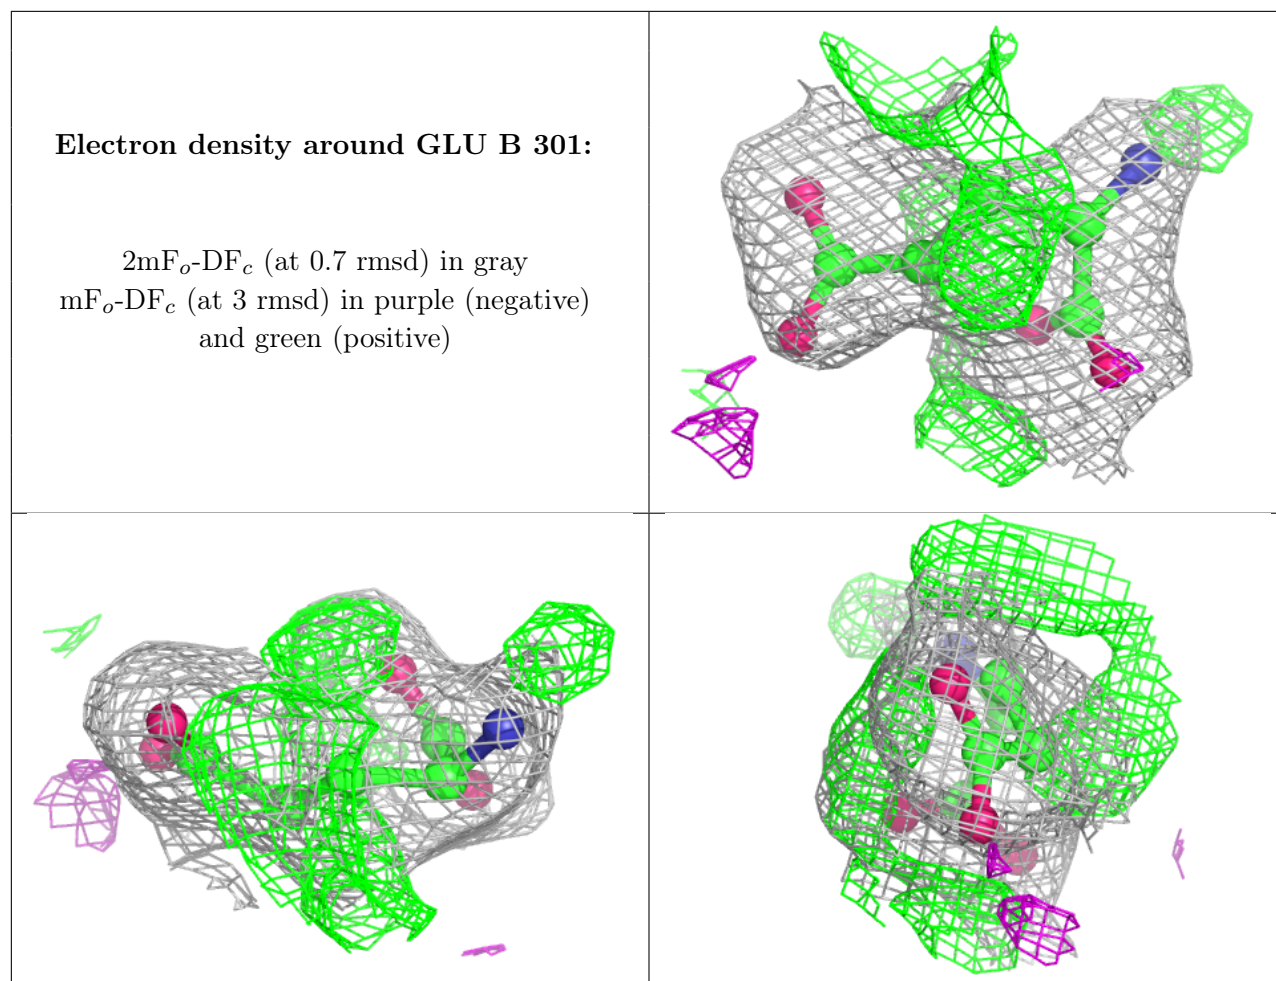 Electron density around GLU B 301:
2mFo-DFc (at 0.7 rmsd) in gray
mFo-DFc (at 3 rmsd) in purple (negative)
and green (positive)